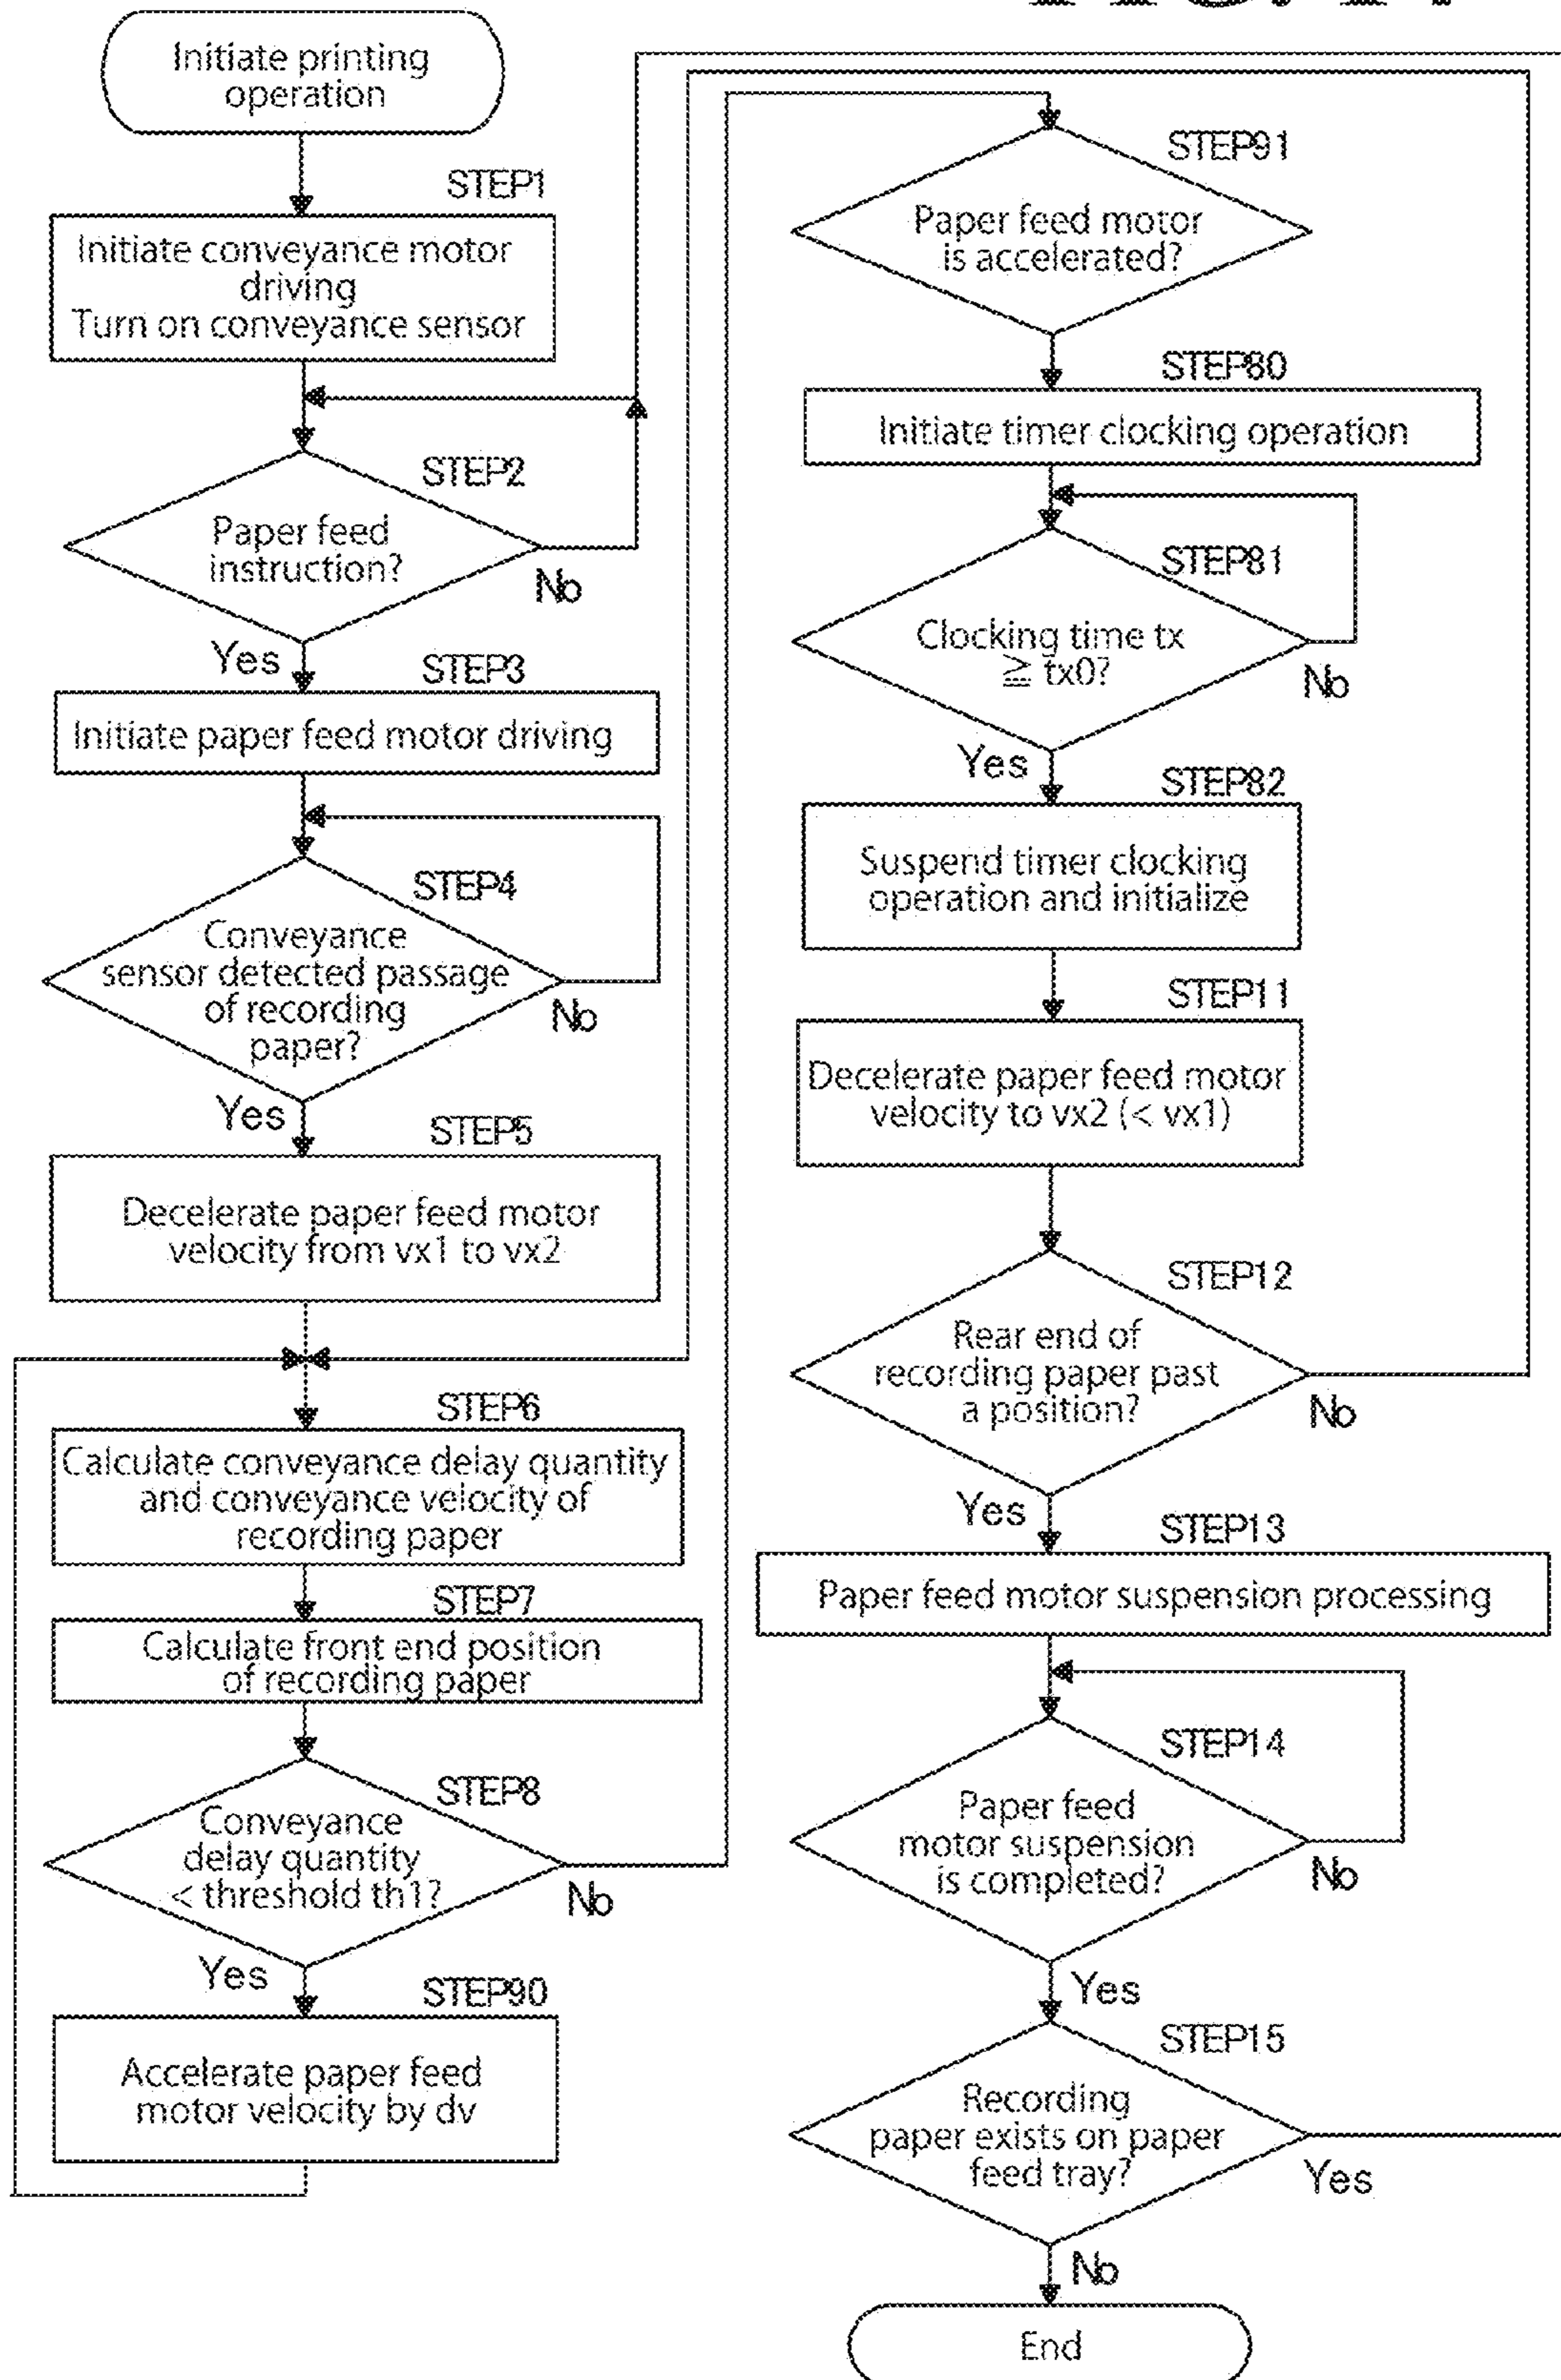 Initiate printing
operation
STEP1
Initiate conveyance motor
driving
Turn on conveyance sensor
STEP2
Paper feed
instruction?
No
Yes
STEP3
Initiate paper feed motor driving
STEP4
Conveyance
sensor detected passage
of recording
paper?
No
Yes
STEP5
Decelerate paper feed motor
velocity from vx1 to vx2
STEP6
Calculate conveyance delay quantity
and conveyance velocity of
recording paper
STEP7
Calculate front end position
of recording paper
STEP8
Conveyance
delay quantity
< threshold th1?
No
Yes
STEP90
Accelerate paper feed
motor velocity by dv
STEP91
Paper feed motor
is accelerated?
STEP80
Initiate timer clocking operation
STEP81
Clocking time tx
≧ tx0?
No
Yes
STEP82
Suspend timer clocking
operation and initialize
STEP11
Decelerate paper feed motor
velocity to vx2 (< vx1)
STEP12
Rear end of
recording paper past
a position?
No
Yes
STEP13
Paper feed motor suspension processing
STEP14
Paper feed
motor suspension
is completed?
No
Yes
STEP15
Recording
paper exists on paper
feed tray?
Yes
No
End